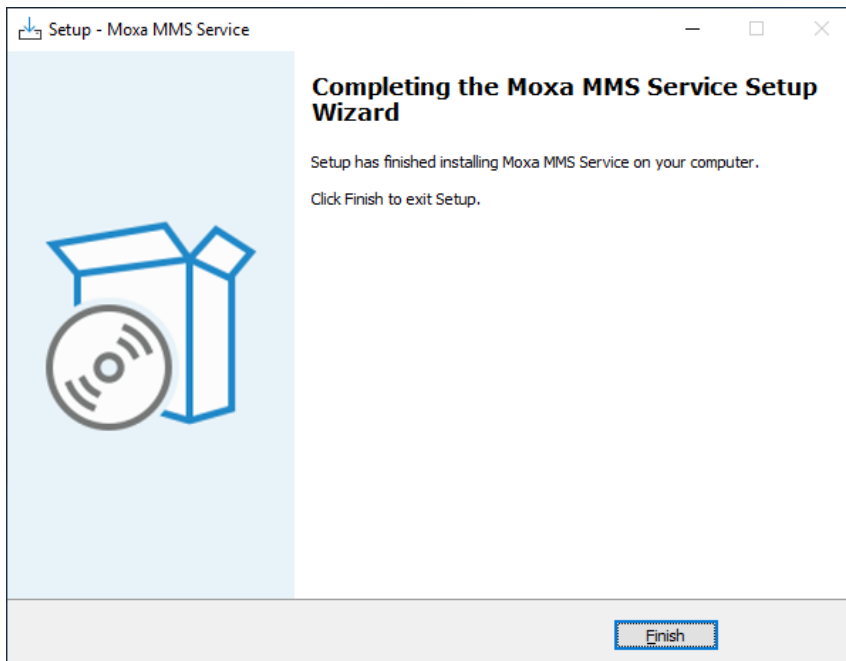 Setup - Moxa MMS Service
Completing the Moxa MMS Service Setup
Wizard
Setup has finished installing Moxa MMS Service on your computer.
Click Finish to exit Setup.
Finish